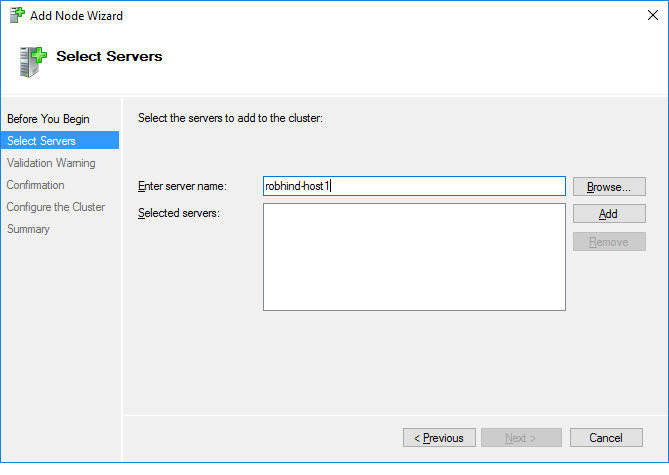 Add Node Wizard
Select Servers
Before You Begin
Select Servers
Validation Warning
Confirmation
Configure the Cluster
Summary
Select the servers to add to the cluster:
Enter server name:
robhind-host1
Browse...
Selected servers:
Add
Remove
< Previous
Next >
Cancel